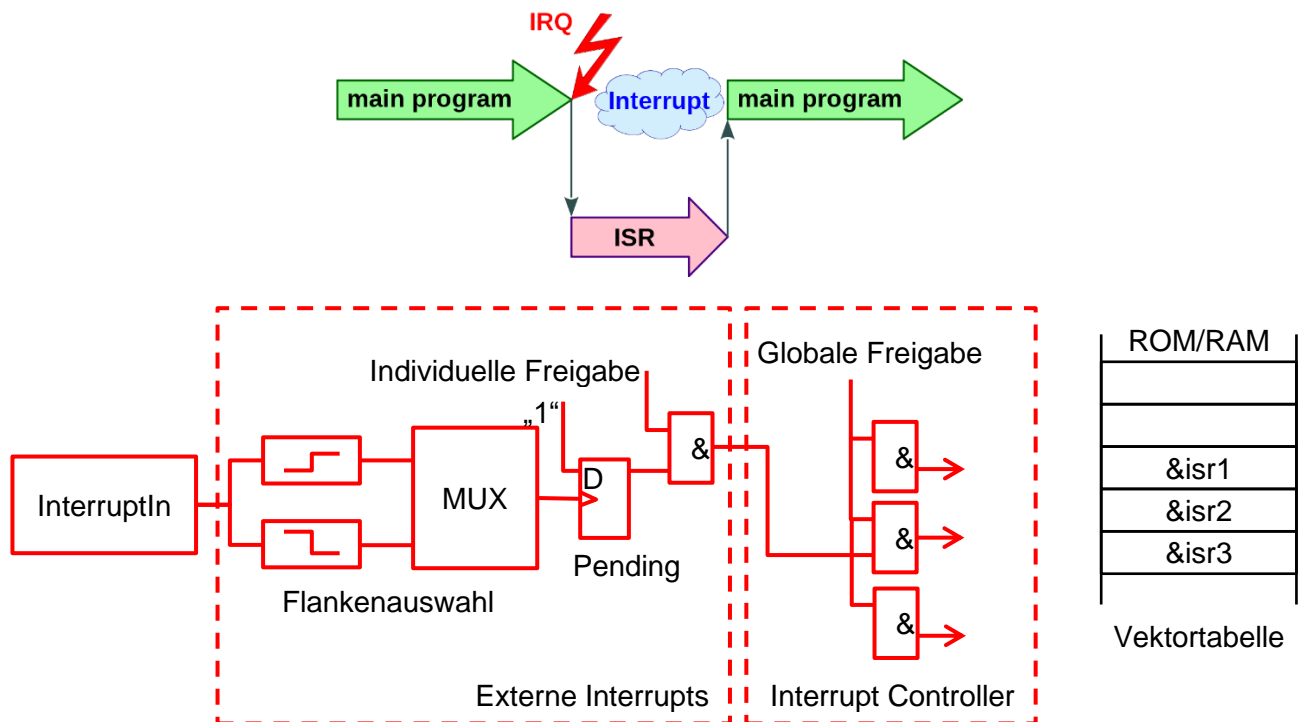 IRQ
main program
Interrupt
main program
ISR
Globale Freigabe
ROM/RAM
Individuelle Freigabe
„1“
&
&
D
&isr1
InterruptIn
MUX
&isr2
&
&isr3
Pending
Flankenauswahl
&
Vektortabelle
Externe Interrupts
Interrupt Controller